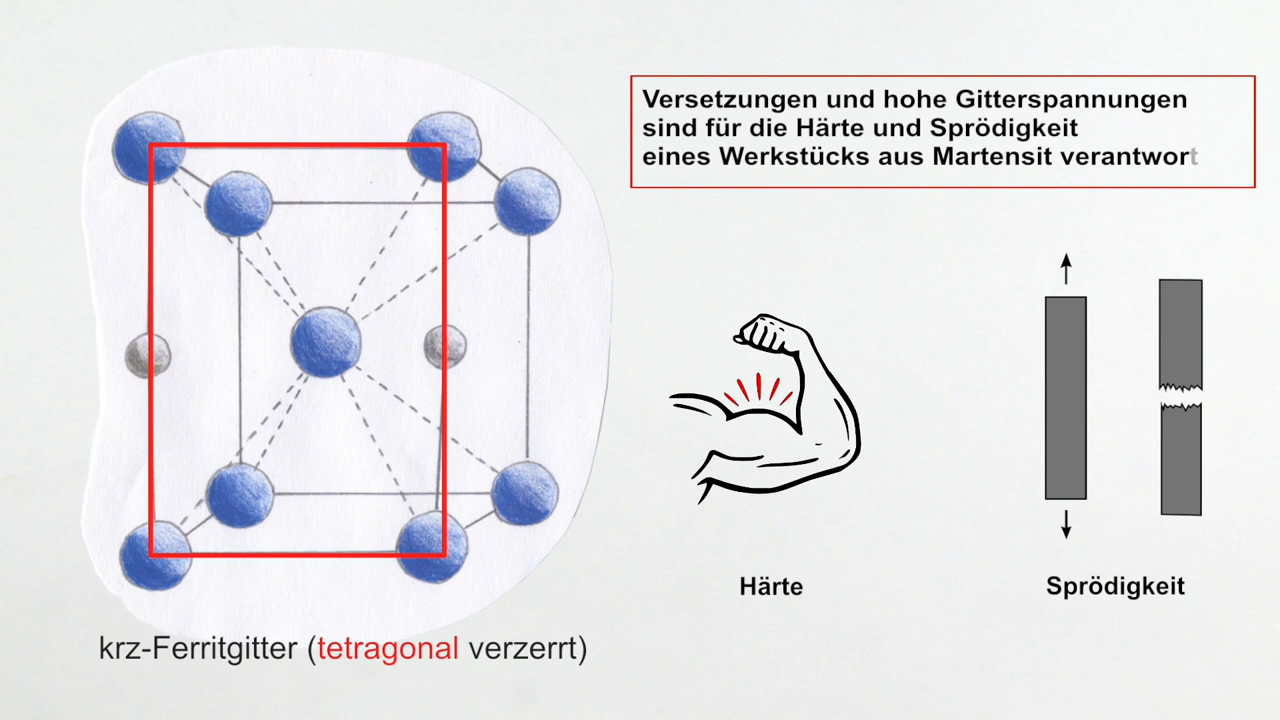 Versetzungen und hohe Gitterspannungen
sind für die Härte und Sprödigkeit
eines Werkstücks aus Martensit verantwort
Härte
Sprödigkeit
krz-Ferritgitter (tetragonal verzerrt)